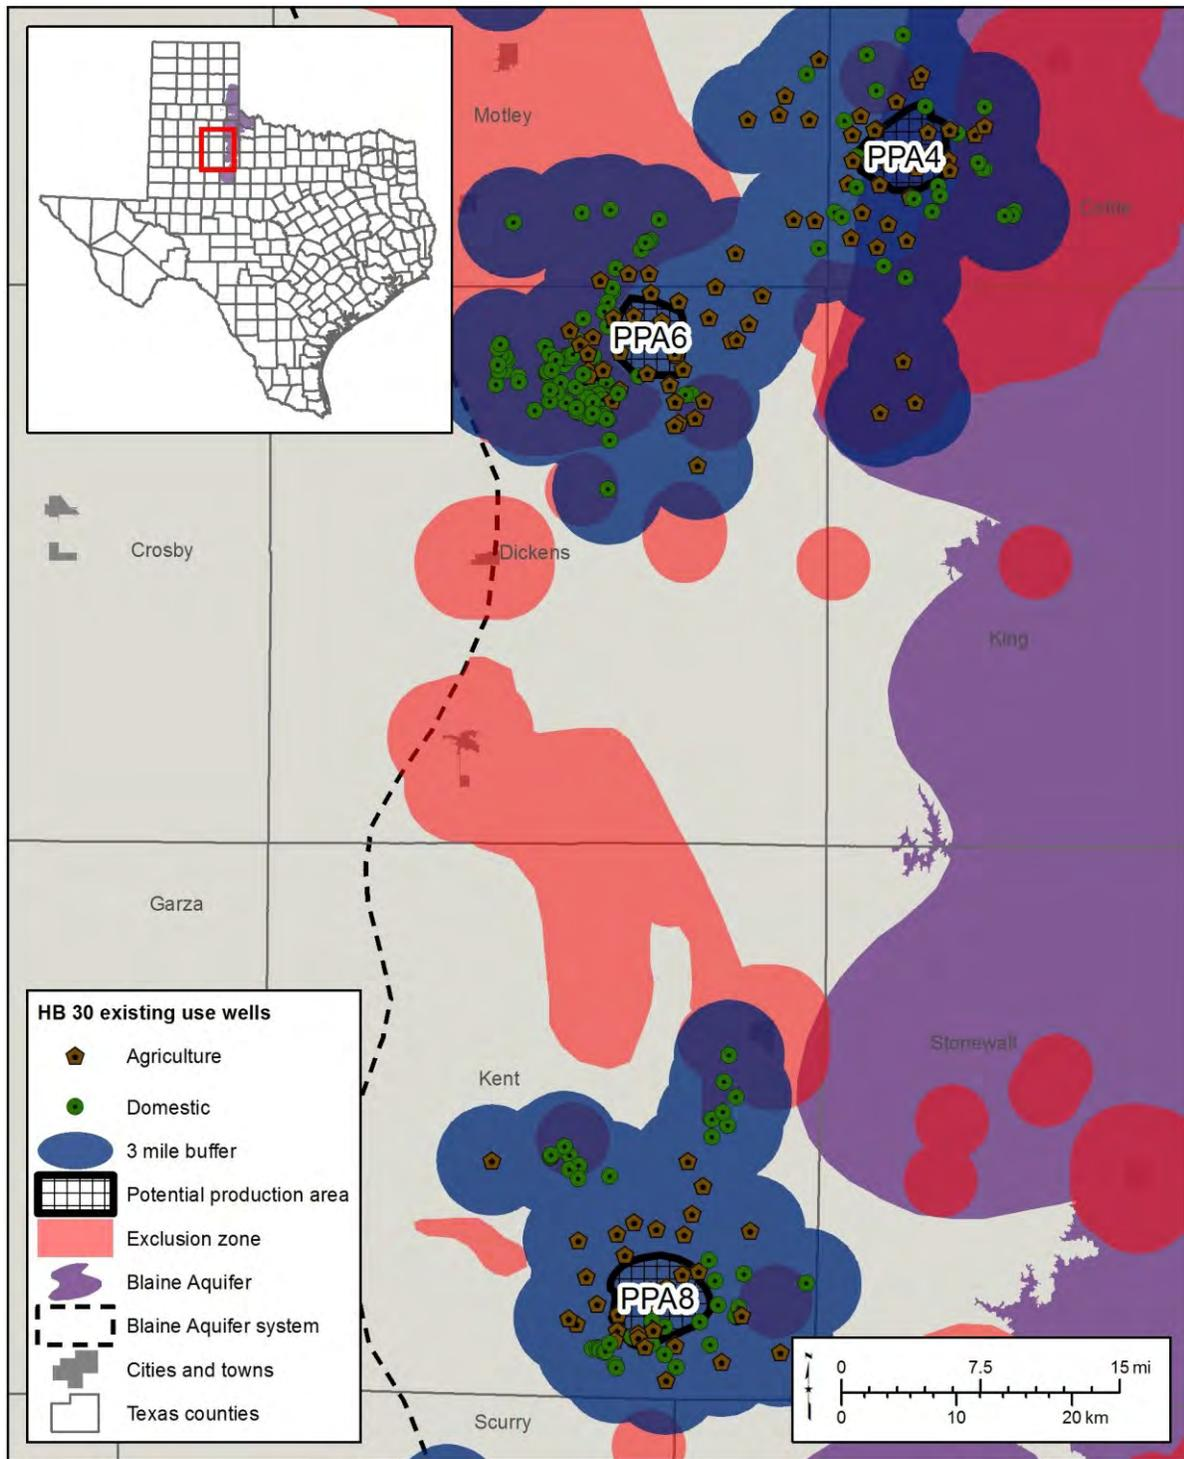 Motley
PPA4
Cottle
PPA6
Crosby
Dickens
King
Garza
Stonewall
Kent
PPA8
Scurry
HB 30 existing use wells
Agriculture
Domestic
3 mile buffer
Potential production area
Exclusion zone
Blaine Aquifer
Blaine Aquifer system
Cities and towns
Texas counties
0 7.5 15 mi
0 10 20 km